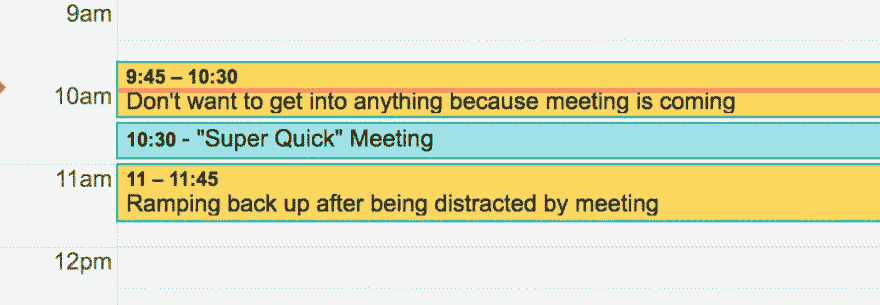 9am
9:45 – 10:30
10am
Don't want to get into anything because meeting is coming
10:30 - "Super Quick" Meeting
11am
11 – 11:45
Ramping back up after being distracted by meeting
12pm